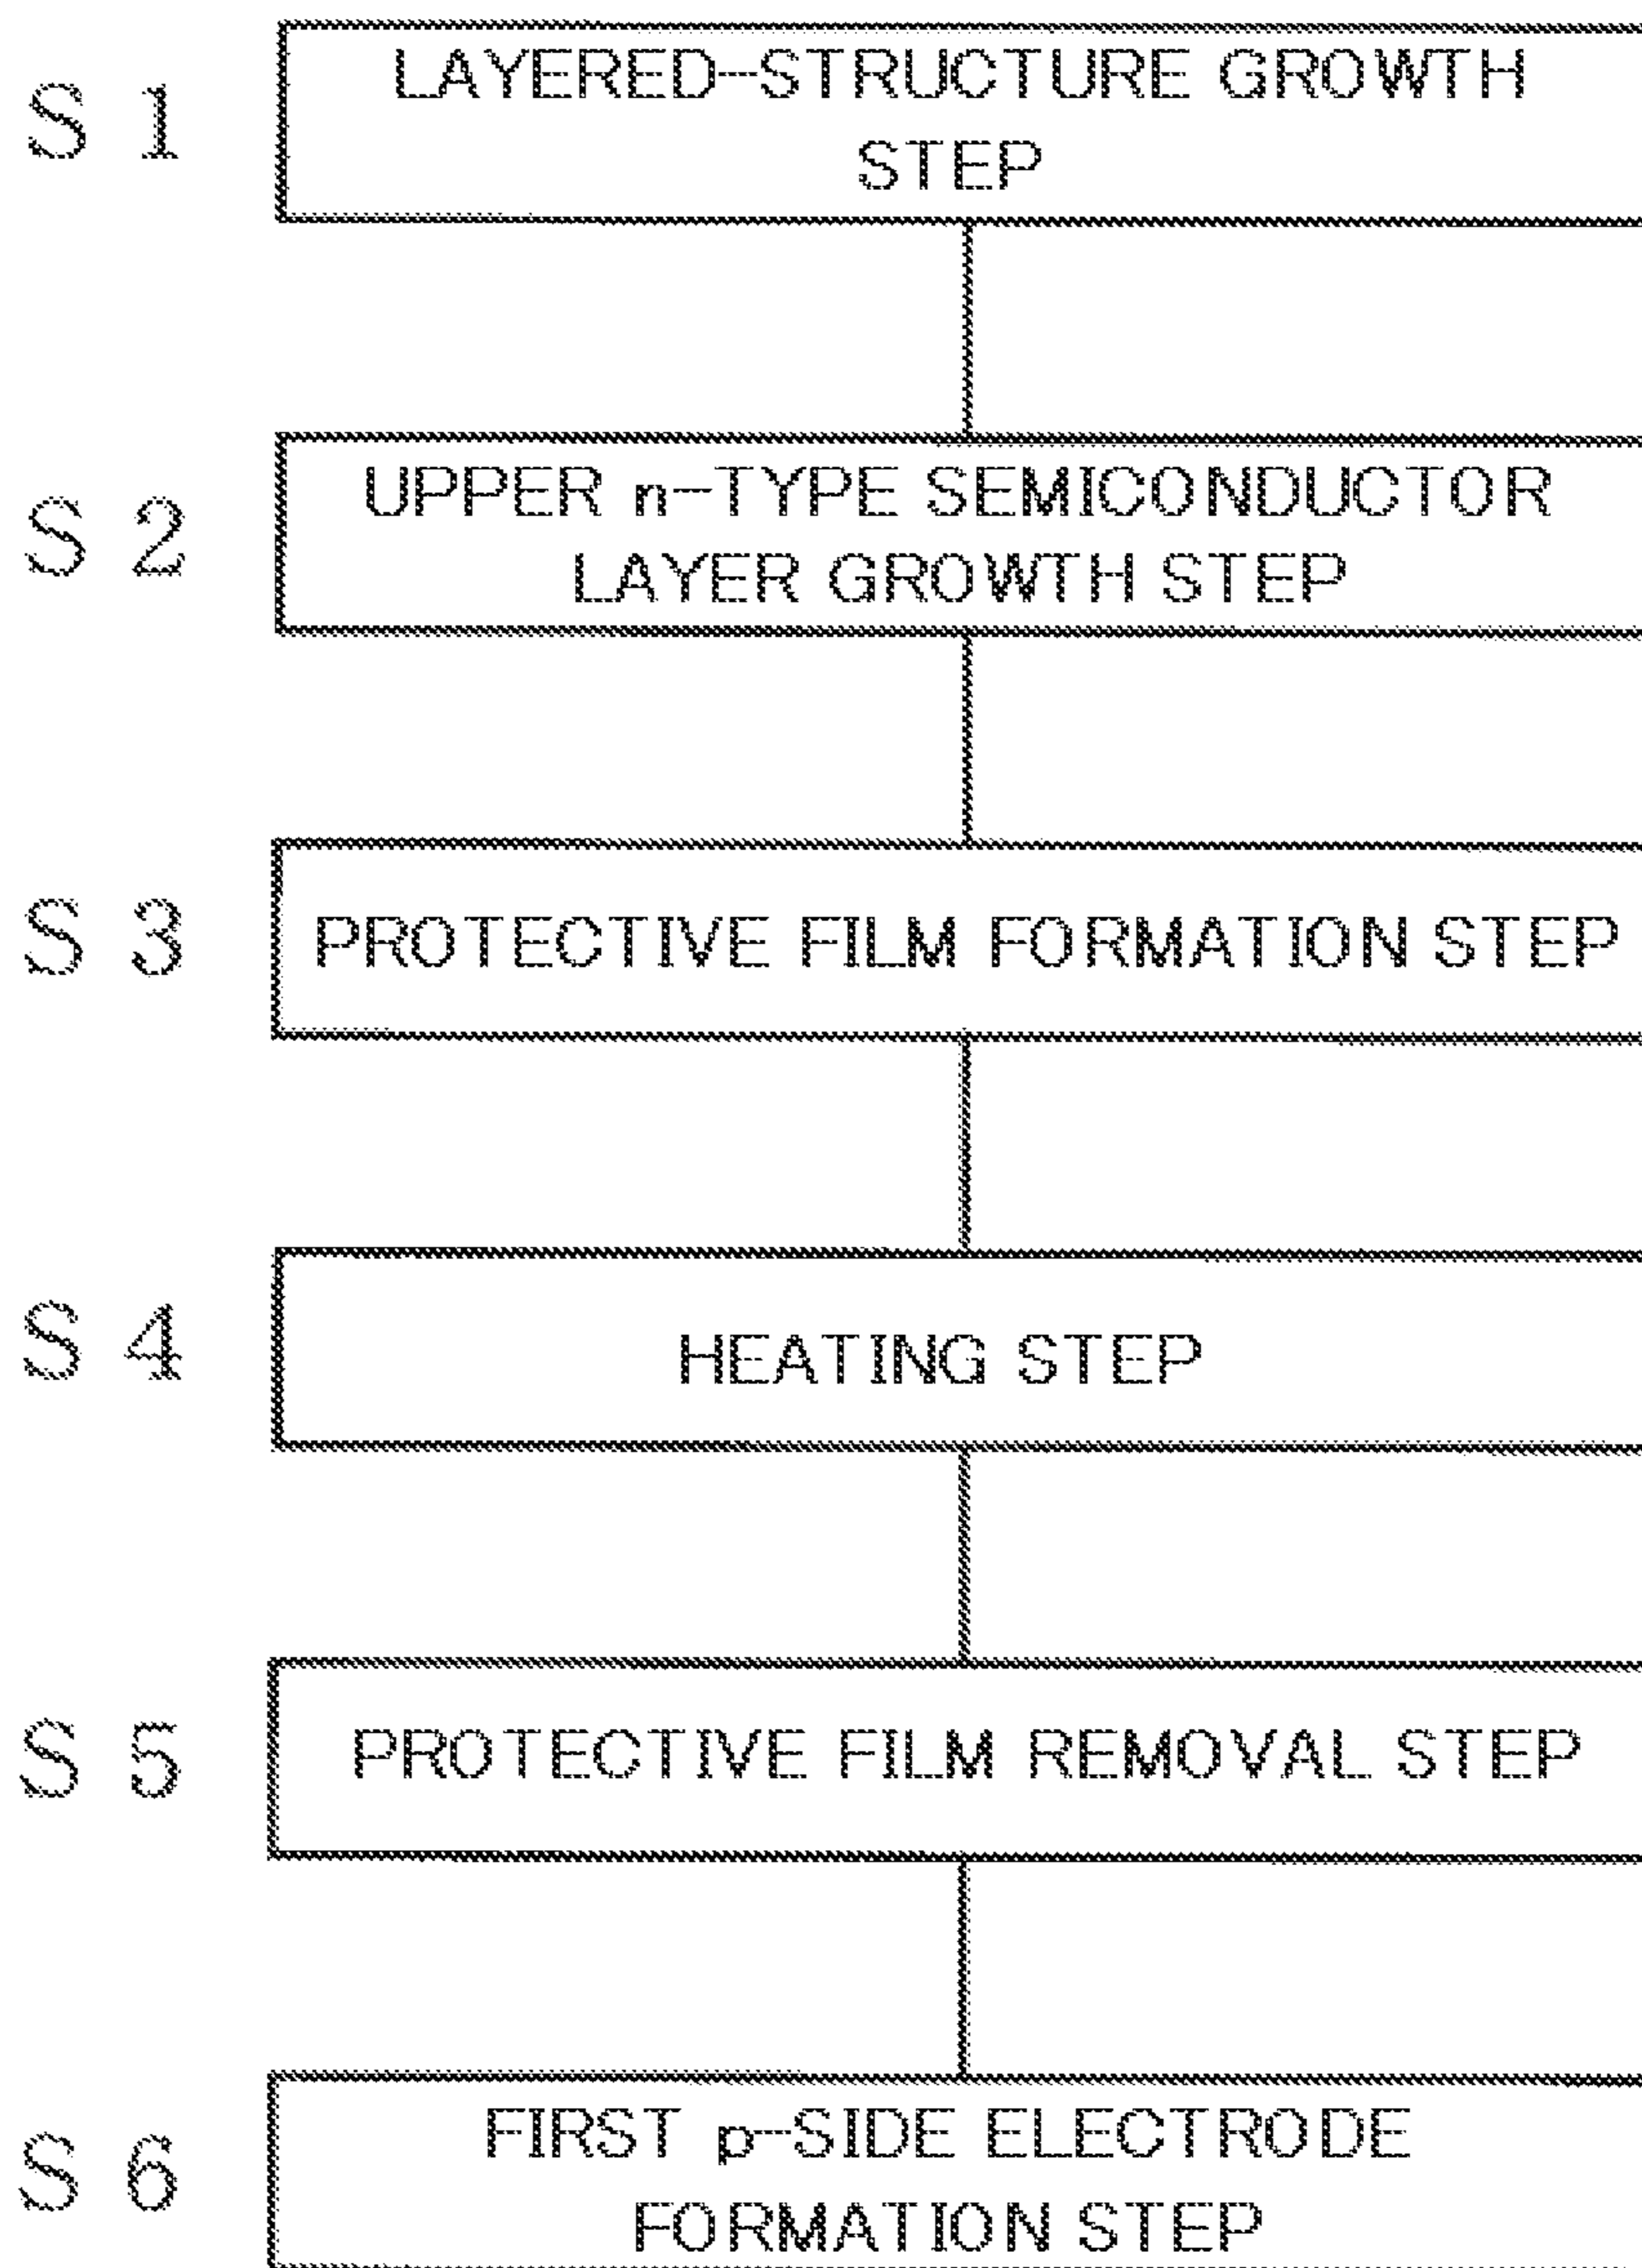 S 1
LAYERED-STRUCTURE GROWTH
STEP
S 2
UPPER n-TYPE SEMICONDUCTOR
LAYER GROWTH STEP
S 3
PROTECTIVE FILM FORMATION STEP
S 4
HEATING STEP
S 5
PROTECTIVE FILM REMOVAL STEP
S 6
FIRST p-SIDE ELECTRODE
FORMATION STEP